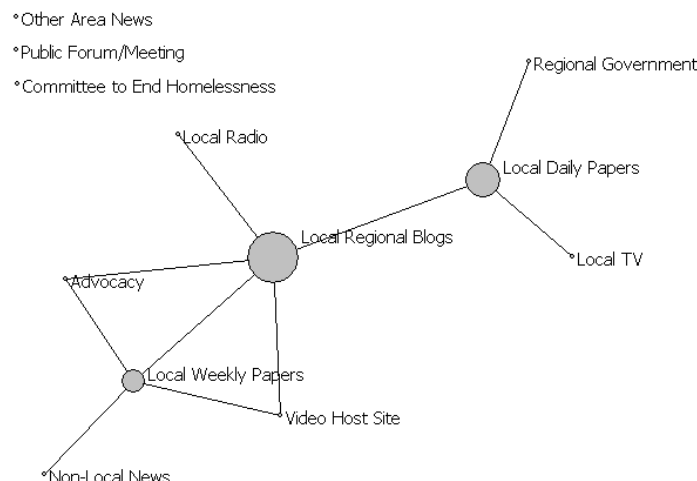 Other Area News
Public Forum/Meeting
Committee to End Homelessness
Regional Government
Local Radio
Local Daily Papers
Local Regional Blogs
Local TV
Advocacy
Local Weekly Papers
Video Host Site
Non-Local News